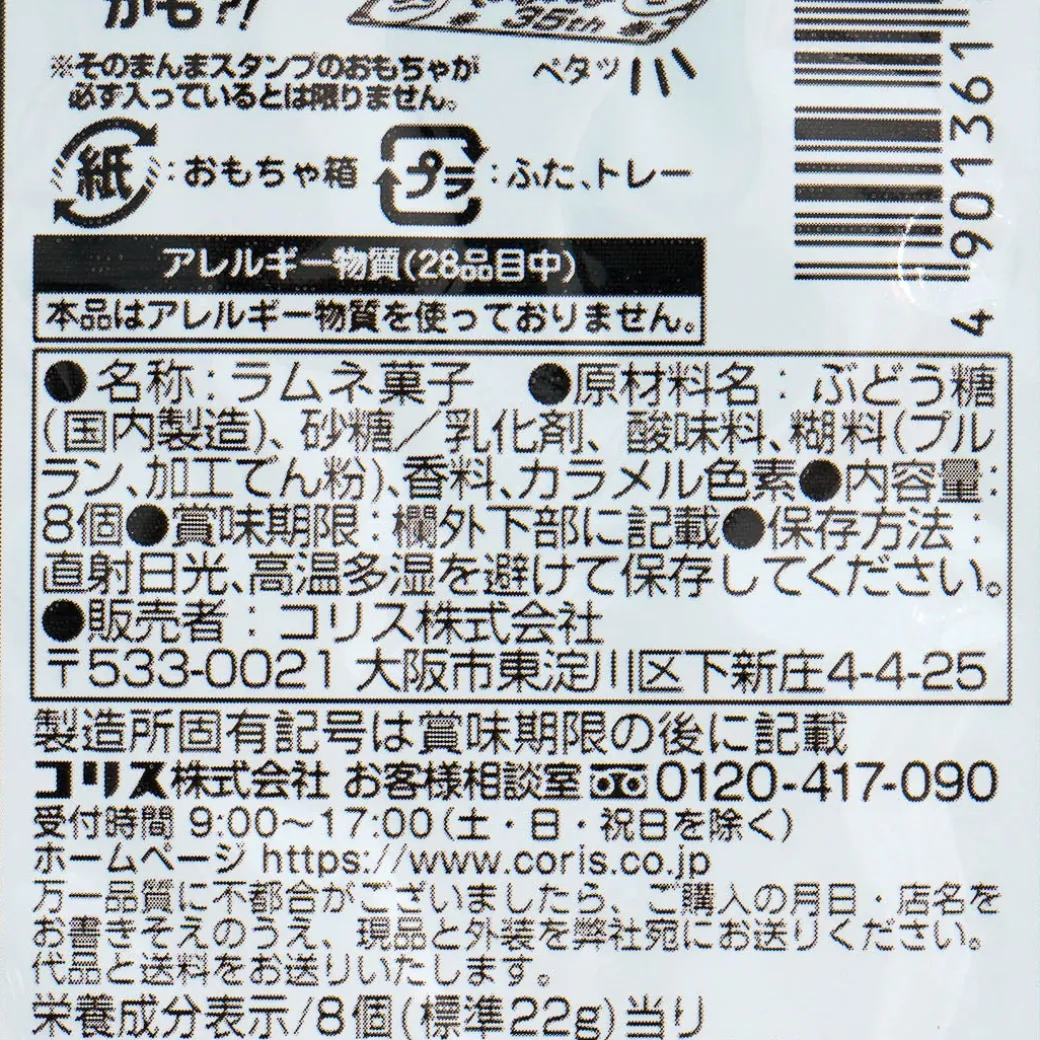 かも?!
35th
※そのまんまスタンプのおもちゃが
必ず入っているとは限りません。
ペタッ
紙:おもちゃ箱 プラ:ふた、トレー
4 901361
アレルギー物質(28品目中)
本品はアレルギー物質を使っておりません。
●名称:ラムネ菓子 ●原材料名:ぶどう糖
(国内製造)、砂糖/乳化剤、酸味料、糊料(プル
ラン、加工でん粉)、香料、カラメル色素●内容量:
8個●賞味期限:欄外下部に記載●保存方法:
直射日光、高温多湿を避けて保存してください。
●販売者:コリス株式会社
〒533-0021 大阪市東淀川区下新庄4-4-25
製造所固有記号は賞味期限の後に記載
コリス株式会社 お客様相談室 0120-417-090
受付時間 9:00〜17:00(土・日・祝日を除く)
ホームページ https://www.coris.co.jp
万一品質に不都合がございましたら、ご購入の月日・店名を
お書きそえのうえ、現品と外装を弊社宛にお送りください。
代品と送料をお送りいたします。
栄養成分表示/8個(標準22g)当り